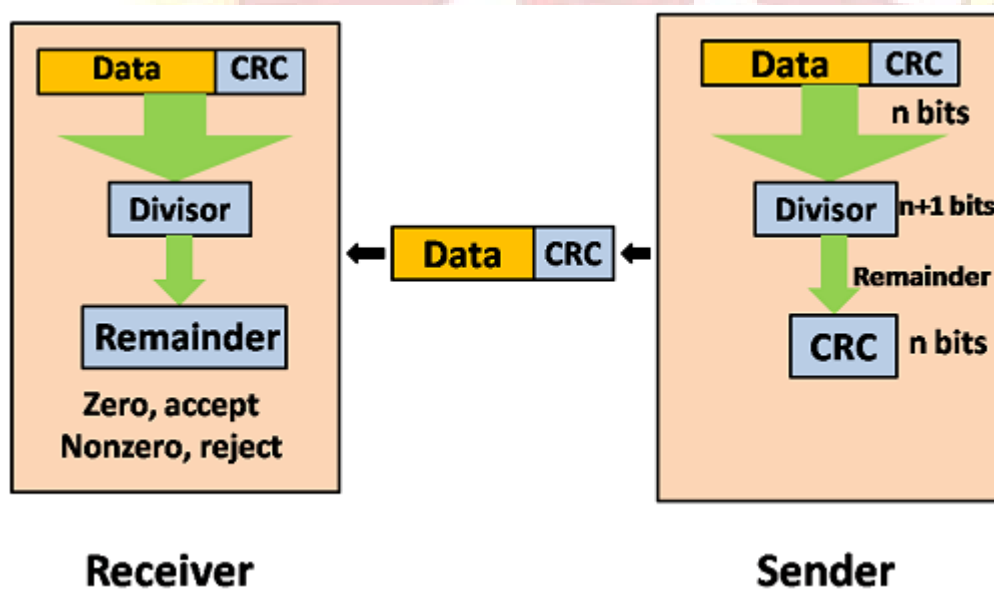 Data CRC
Divisor
Remainder
Zero, accept
Nonzero, reject
Receiver
Data CRC
Data CRC
n bits
Divisor n+1 bits
Remainder
CRC n bits
Sender